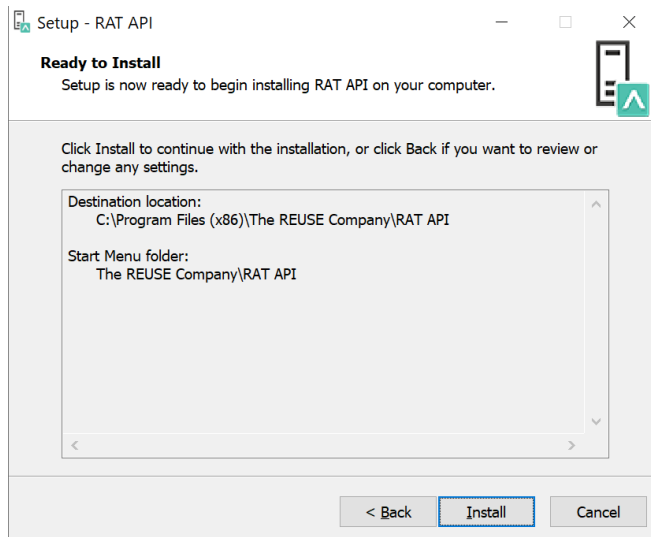 Setup - RAT API
Ready to Install
Setup is now ready to begin installing RAT API on your computer.
Click Install to continue with the installation, or click Back if you want to review or
change any settings.
Destination location:
C:\Program Files (x86)\The REUSE Company\RAT API
Start Menu folder:
The REUSE Company\RAT API
< Back
Install
Cancel